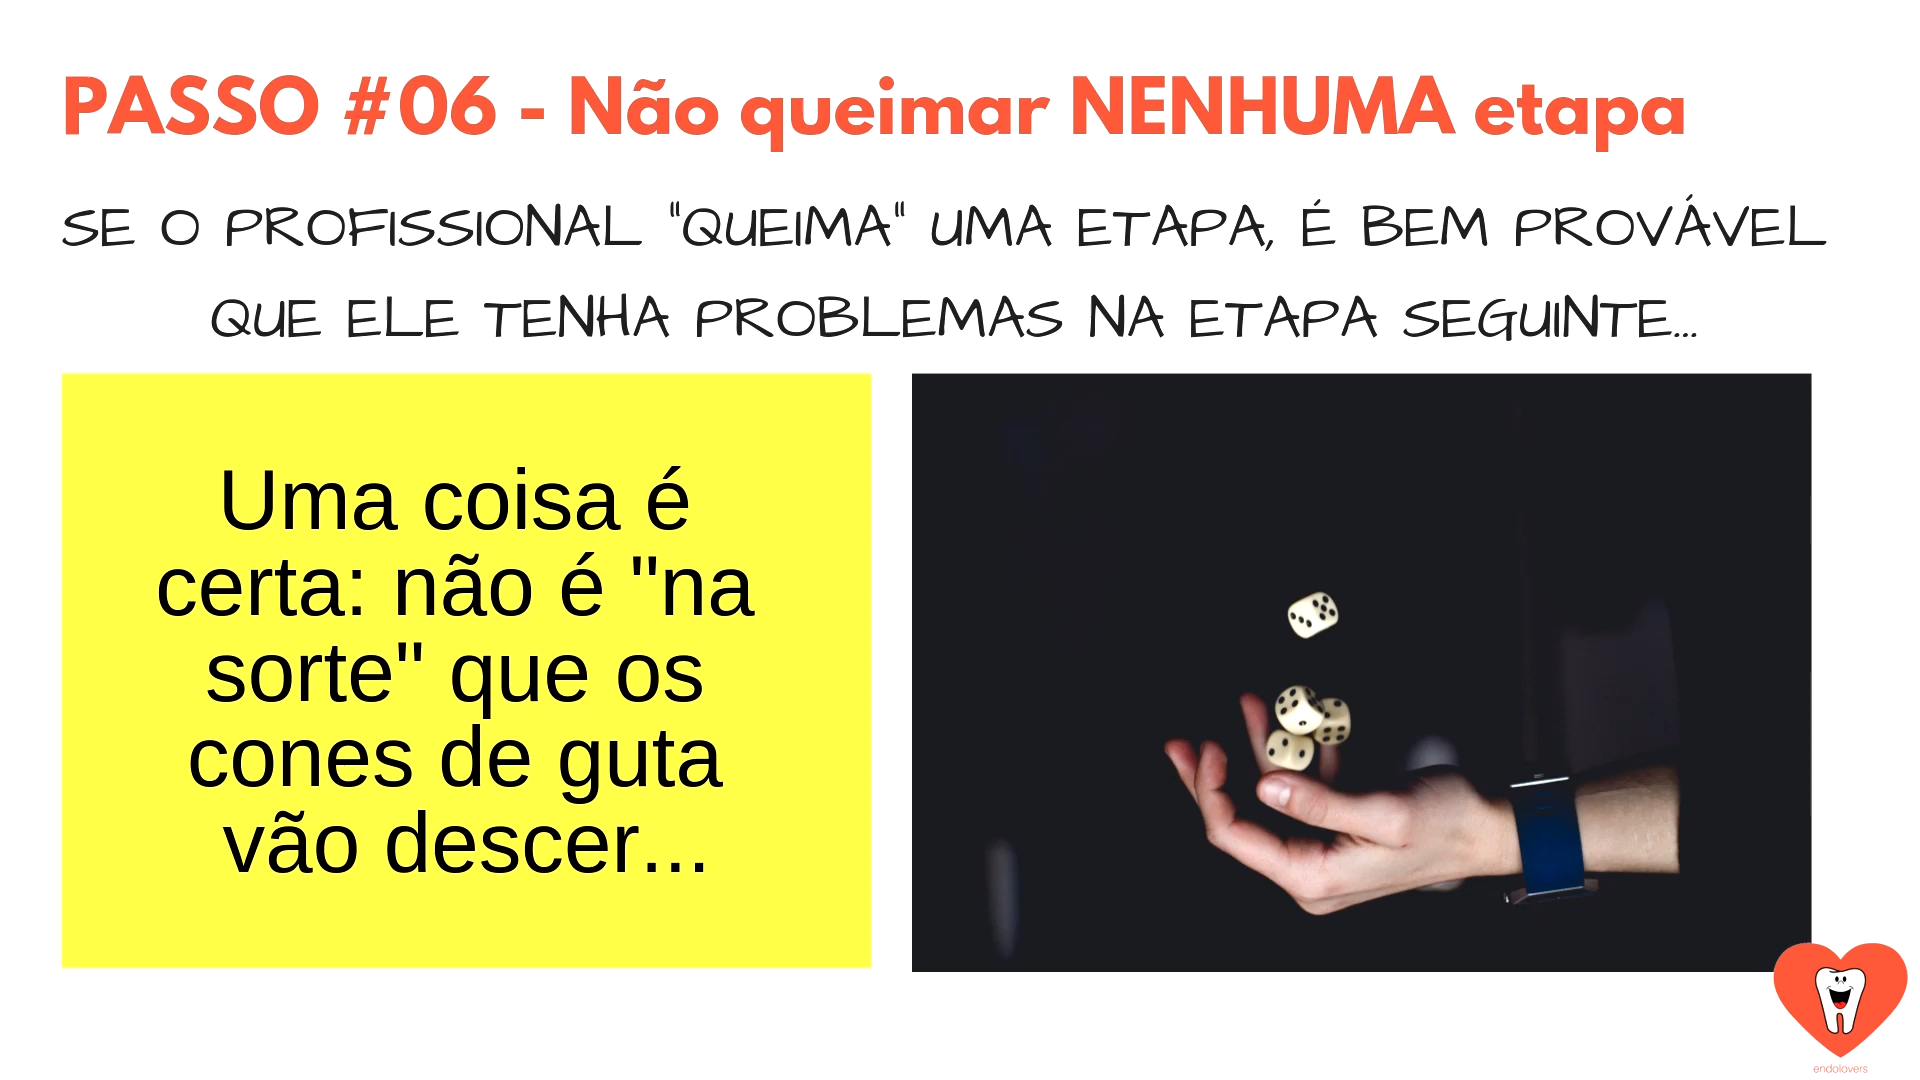 PASSO #06 - Não queimar NENHUMA etapa
SE O PROFISSIONAL "QUEIMA" UMA ETAPA, É BEM PROVÁVEL
QUE ELE TENHA PROBLEMAS NA ETAPA SEGUINTE...
Uma coisa é
certa: não é "na
sorte" que os
cones de guta
vão descer...
endolovers